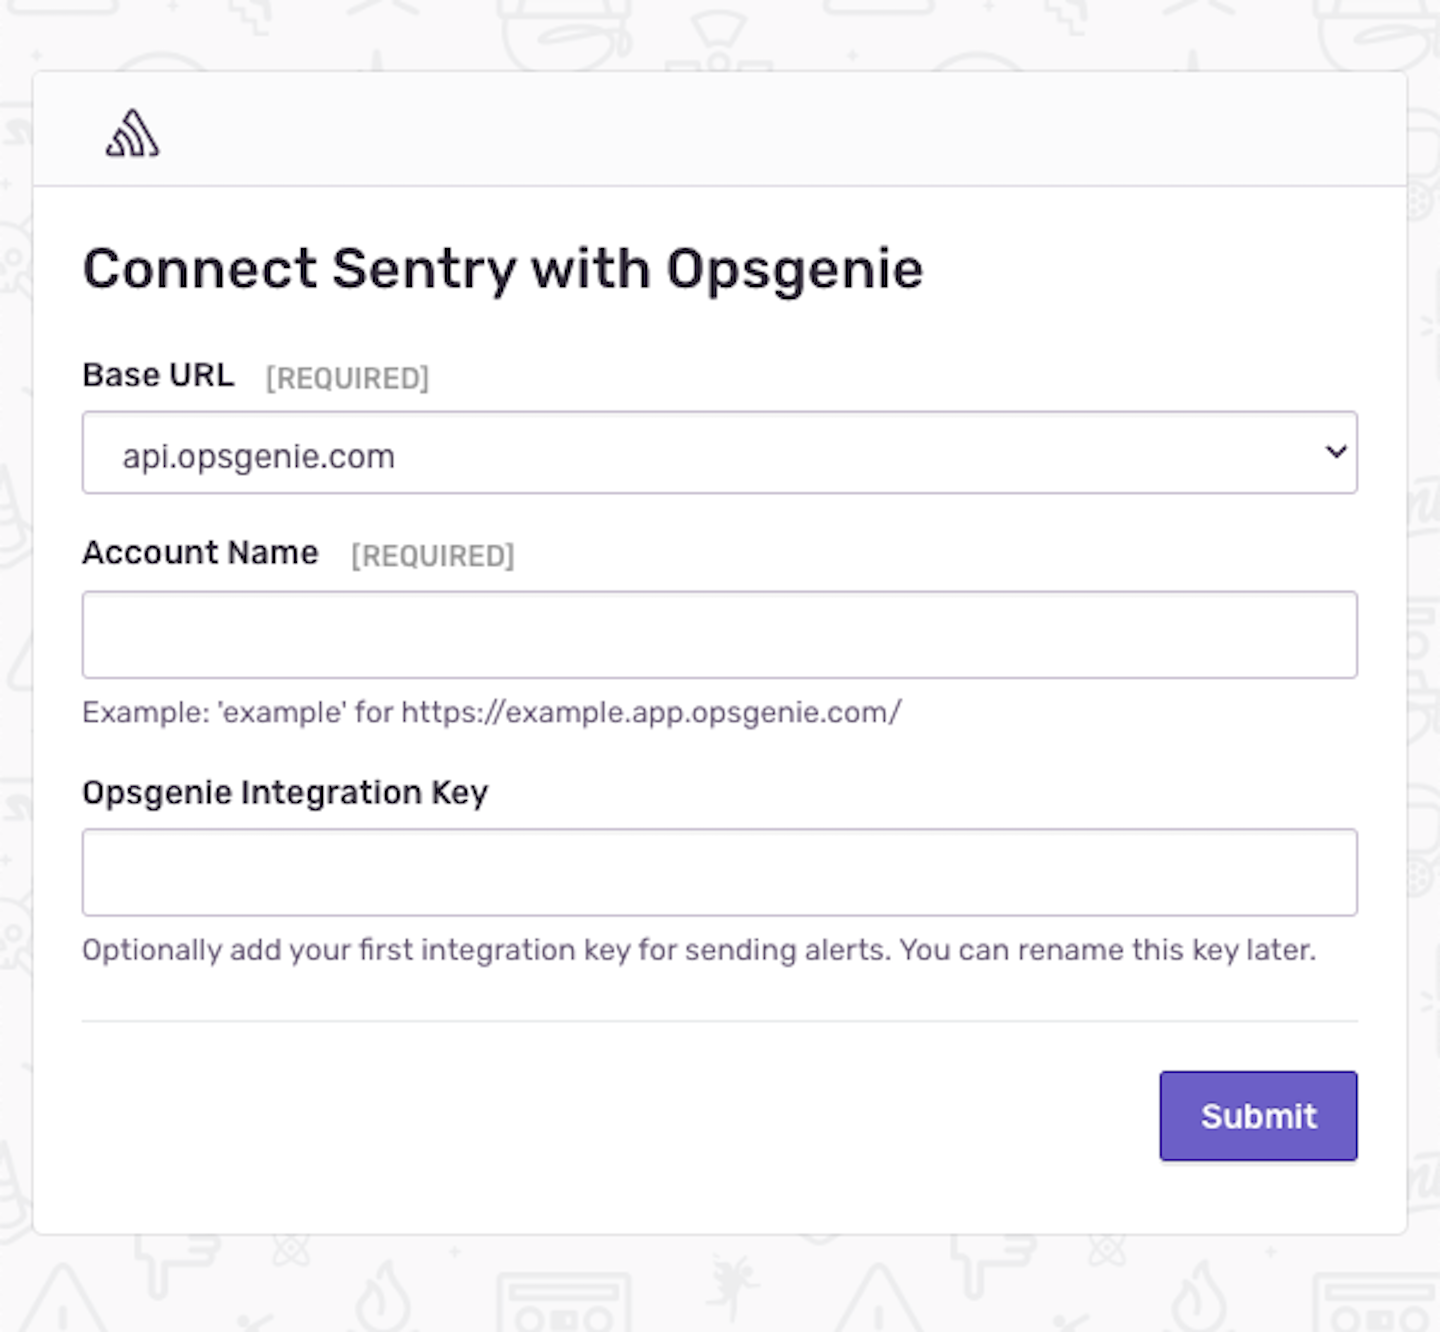 Connect Sentry with Opsgenie
Base URL [REQUIRED]
api.opsgenie.com
Account Name [REQUIRED]
Example: 'example' for https://example.app.opsgenie.com/
Opsgenie Integration Key
Optionally add your first integration key for sending alerts. You can rename this key later.
Submit